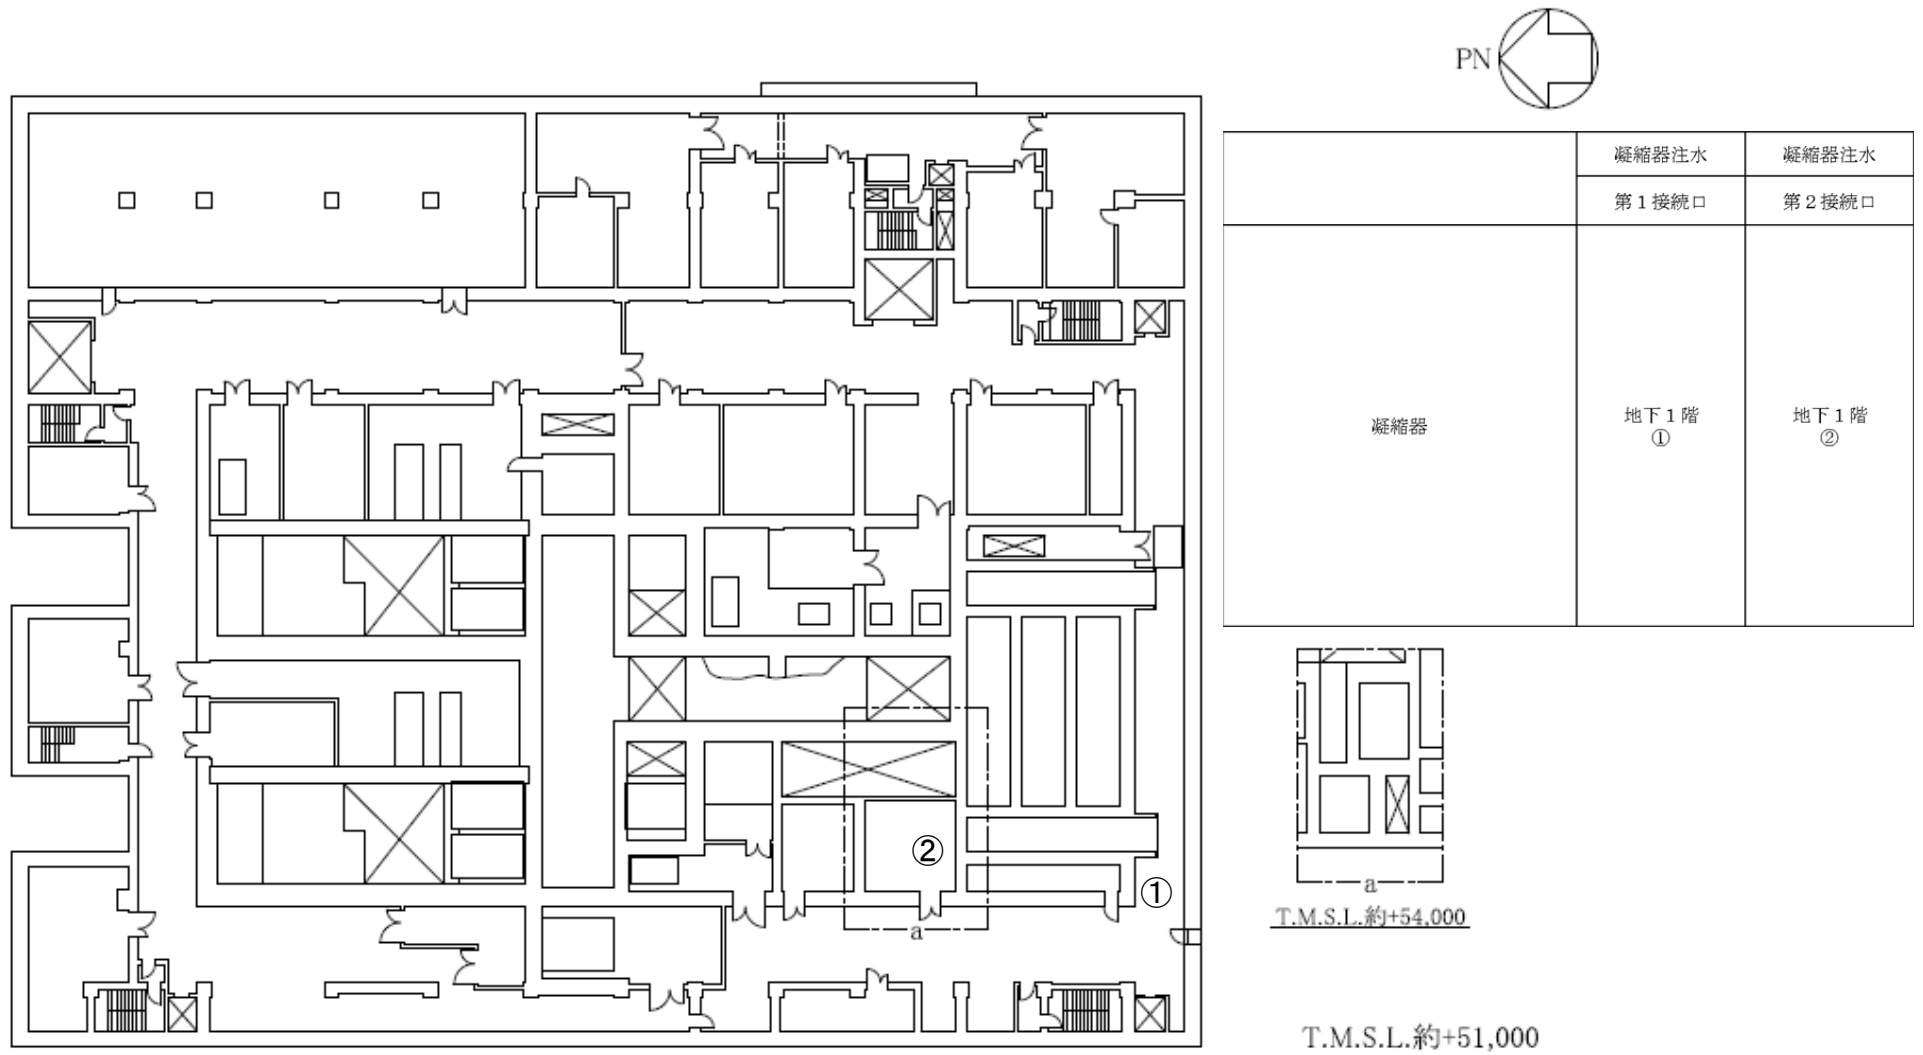 PN
凝縮器注水 凝縮器注水
第1接続口 第2接続口
凝縮器
地下1階 地下1階
① ②
②
①
a
a
T.M.S.L.約+54,000
T.M.S.L.約+51,000